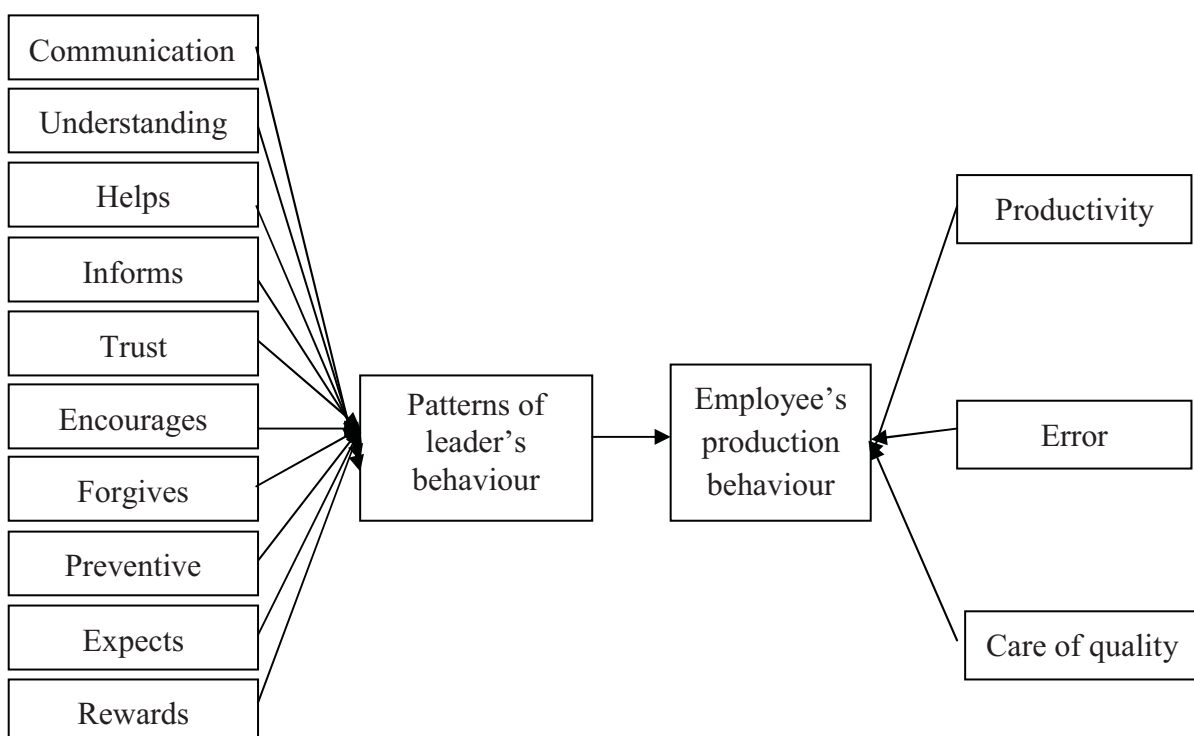 Communication
Understanding
Helps
Informs
Trust
Encourages
Forgives
Preventive
Expects
Rewards
Patterns of
leader’s
behaviour
Employee’s
production
behaviour
Productivity
Error
Care of quality